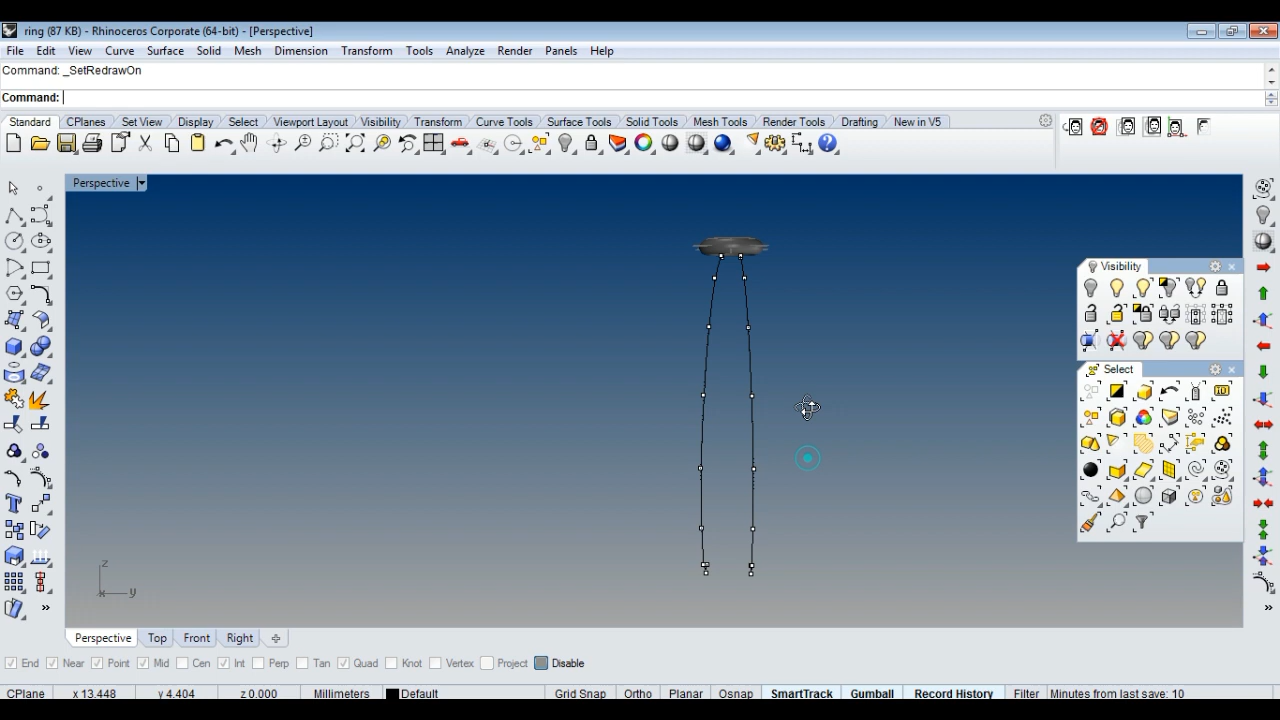 ring (87 KB) - Rhinoceros Corporate (64-bit) - [Perspective]
File Edit View Curve Surface Solid Mesh Dimension Transform Tools Analyze Render Panels Help
Command: _SetRedrawOn
Command:
Standard CPlanes Set View Display Select Viewport Layout Visibility Transform Curve Tools Surface Tools Solid Tools Mesh Tools Render Tools Drafting New in V5
Perspective
Visibility
Select
z
x y
Perspective Top Front Right
End Near Point Mid Cen Int Perp Tan Quad Knot Vertex Project Disable
CPlane x 13.448 y 4.404 z 0.000 Millimeters Default Grid Snap Ortho Planar Osnap SmartTrack Gumball Record History Filter Minutes from last save: 10